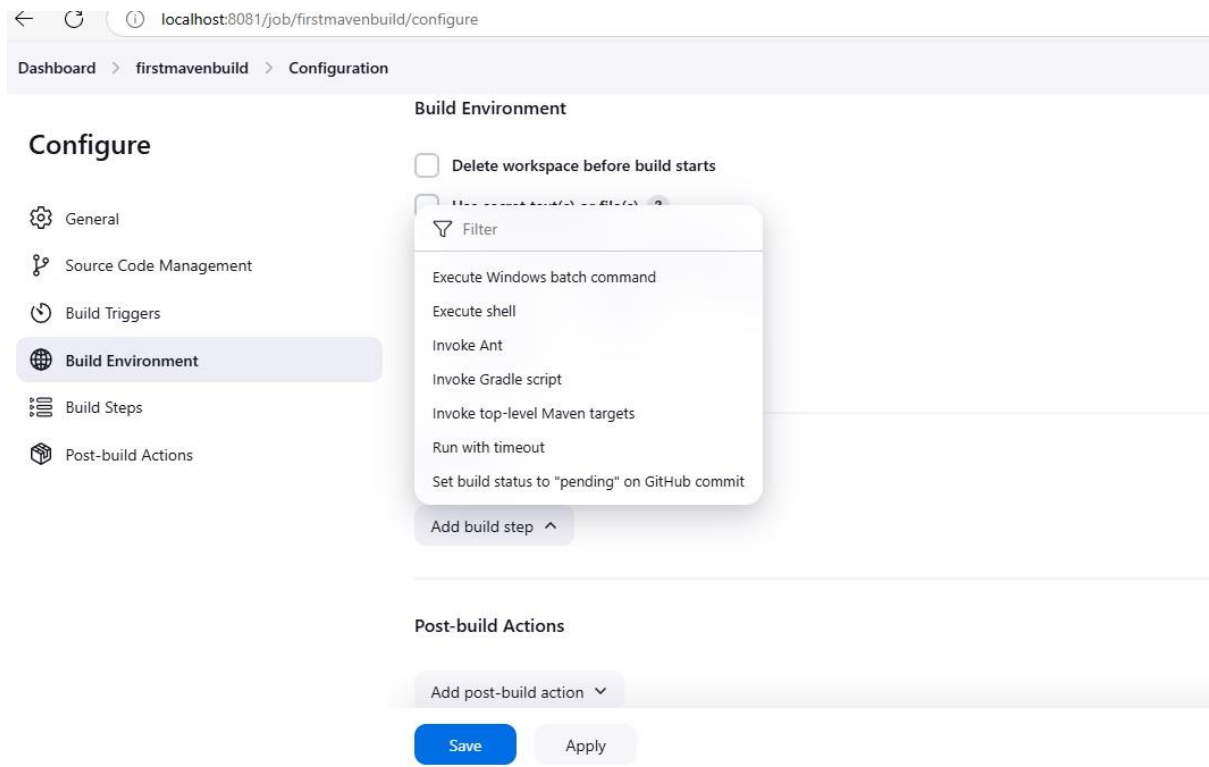 localhost:8081/job/firstmavenbuild/configure
Dashboard > firstmavenbuild > Configuration
Configure
General
Source Code Management
Build Triggers
Build Environment
Build Steps
Post-build Actions
Build Environment
Delete workspace before build starts
Filter
Execute Windows batch command
Execute shell
Invoke Ant
Invoke Gradle script
Invoke top-level Maven targets
Run with timeout
Set build status to "pending" on GitHub commit
Add build step
Post-build Actions
Add post-build action
Save
Apply